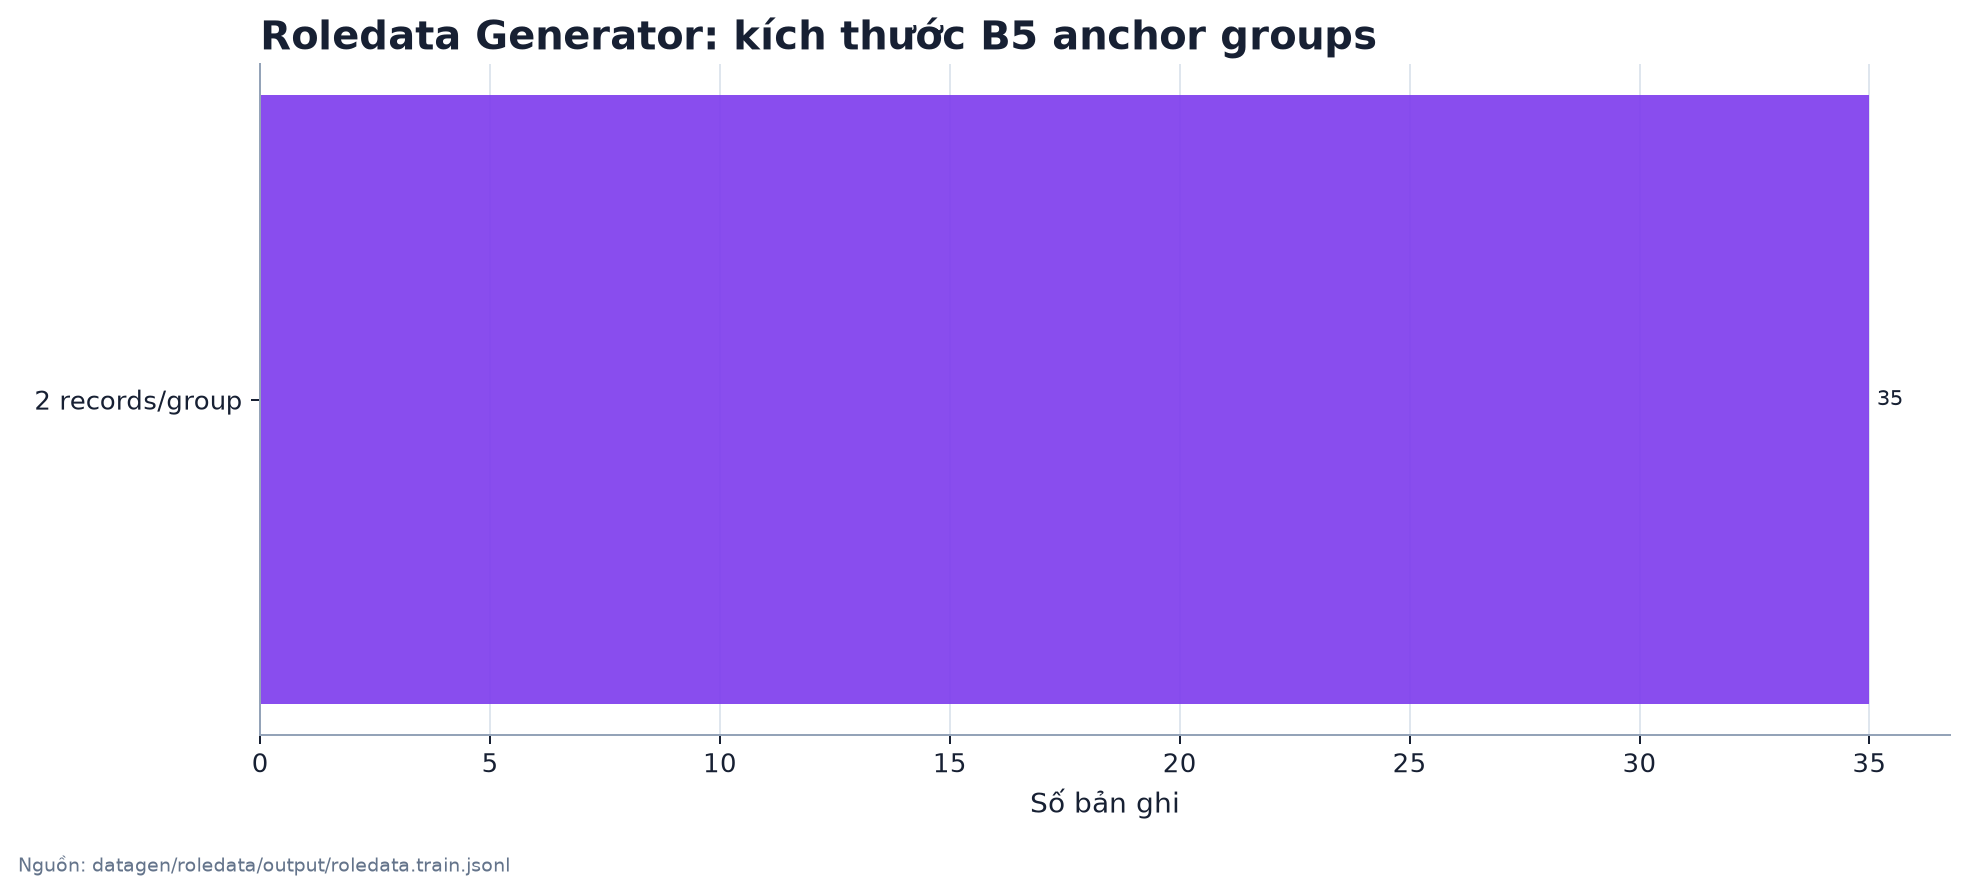 Roledata Generator: kích thước B5 anchor groups
2 records/group
35
0 5 10 15 20 25 30 35
Số bản ghi
Nguồn: datagen/roledata/output/roledata.train.jsonl